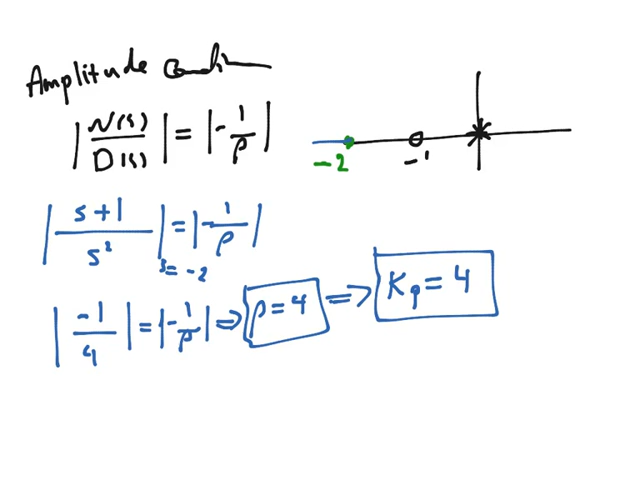 Amplitude
| N(s) / D(s) | = | -1/ρ |
-2
-1
| s+1 / s² |s=-2 = | -1/ρ |
| -1/4 | = | -1/ρ | ⇒ ρ = 4 ⇒ Kp = 4